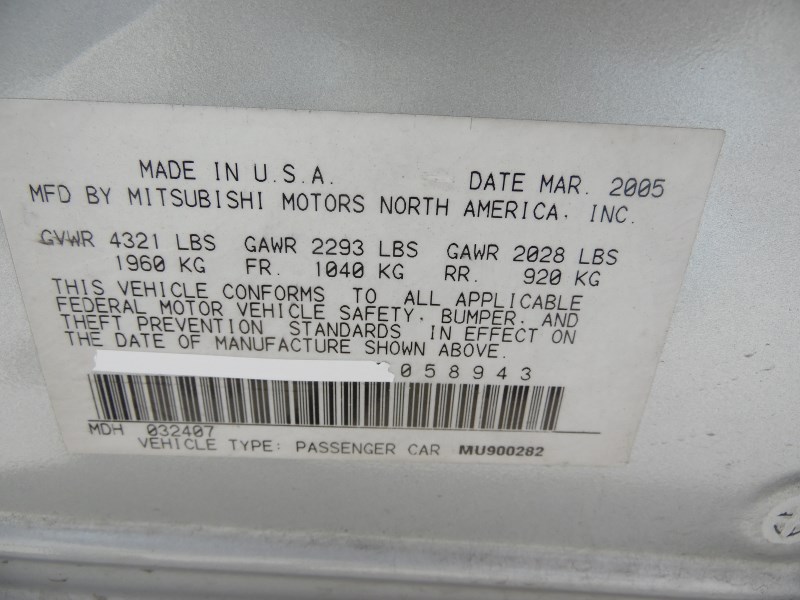 MADE IN U.S.A. DATE MAR. 2005
MFD BY MITSUBISHI MOTORS NORTH AMERICA. INC.
GVWR 4321 LBS GAWR 2293 LBS GAWR 2028 LBS
1960 KG FR. 1040 KG RR. 920 KG
THIS VEHICLE CONFORMS TO ALL APPLICABLE
FEDERAL MOTOR VEHICLE SAFETY, BUMPER, AND
THEFT PREVENTION STANDARDS IN EFFECT ON
THE DATE OF MANUFACTURE SHOWN ABOVE.
058943
MDH 032407
VEHICLE TYPE: PASSENGER CAR MU900282